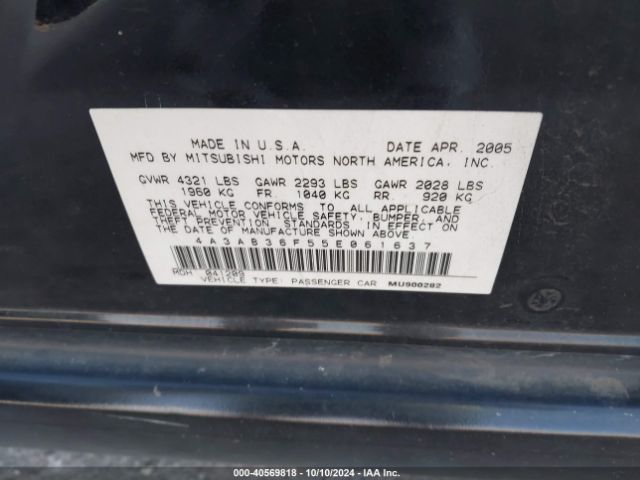 MADE IN U.S.A. DATE APR. 2005
MFD BY MITSUBISHI MOTORS NORTH AMERICA, INC.
GVWR 4321 LBS GAWR 2293 LBS GAWR 2028 LBS
1960 KG FR. 1040 KG RR. 920 KG
THIS VEHICLE CONFORMS TO ALL APPLICABLE
FEDERAL MOTOR VEHICLE SAFETY, BUMPER, AND
THEFT PREVENTION STANDARDS IN EFFECT ON
THE DATE OF MANUFACTURE SHOWN ABOVE.
4A3AB36F55E061637
RDM 041209
VEHICLE TYPE: PASSENGER CAR MU900202
000-40569818 - 10/10/2024 - IAA Inc.